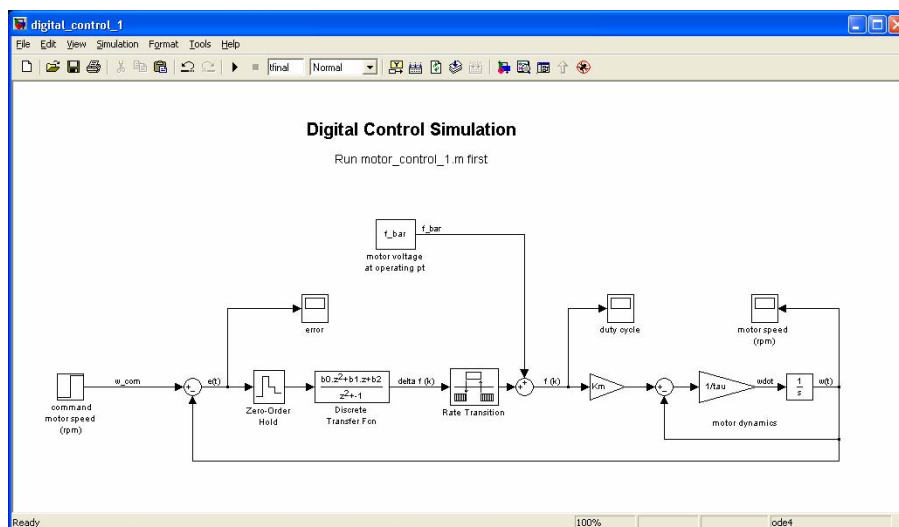 digital_control_1
File Edit View Simulation Format Tools Help
tfinal Normal
Digital Control Simulation
Run motor_control_1.m first
f_bar
f_bar
motor voltage
at operating pt
error
duty cycle
motor speed
(rpm)
command
motor speed
(rpm)
w_com
+
-
e(t)
Zero-Order
Hold
b0.z²+b1.z+b2
z²+-1
Discrete
Transfer Fcn
delta f (k)
Rate Transition
+
+
f (k)
Km
+
-
1/tau
wdot
1
s
w(t)
motor dynamics
Ready 100% ode4